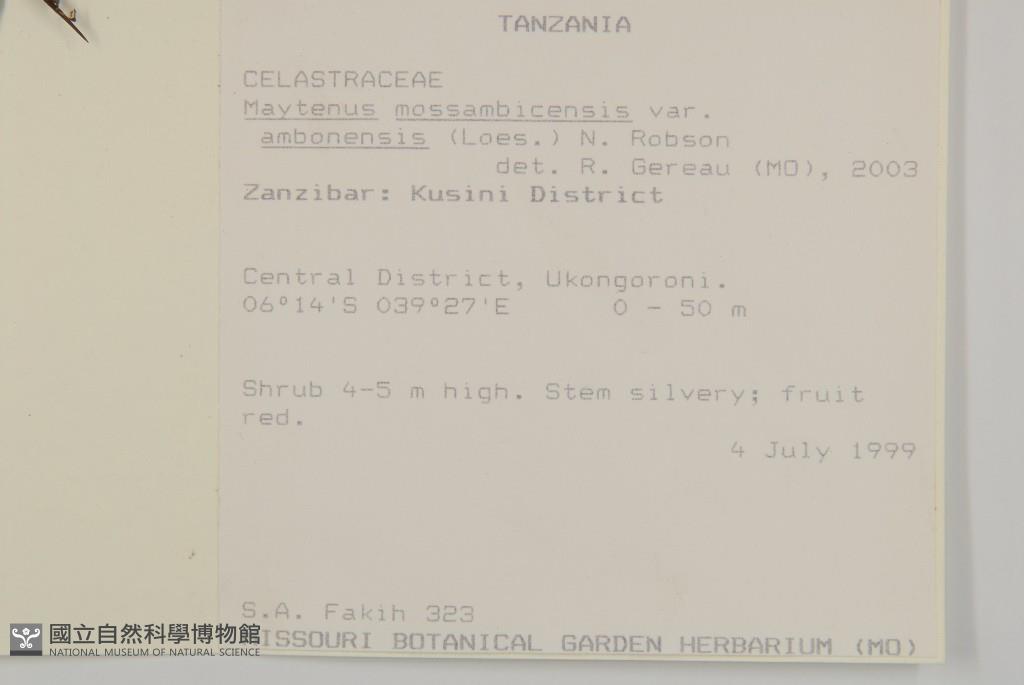 TANZANIA
CELASTRACEAE
Maytenus mossambicensis var.
ambonensis (Loes.) N. Robson
det. R. Gereau (MO), 2003
Zanzibar: Kusini District
Central District, Ukongoroni.
06°14'S 039°27'E 0 - 50 m
Shrub 4-5 m high. Stem silvery; fruit
red.
4 July 1999
S.A. Fakih 323
MISSOURI BOTANICAL GARDEN HERBARIUM (MO)
國立自然科學博物館
NATIONAL MUSEUM OF NATURAL SCIENCE